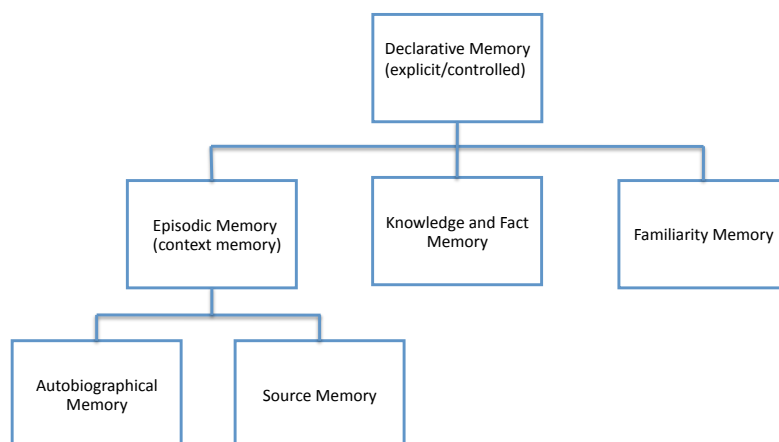 Declarative Memory
(explicit/controlled)
Episodic Memory
(context memory)
Knowledge and Fact
Memory
Familiarity Memory
Autobiographical
Memory
Source Memory